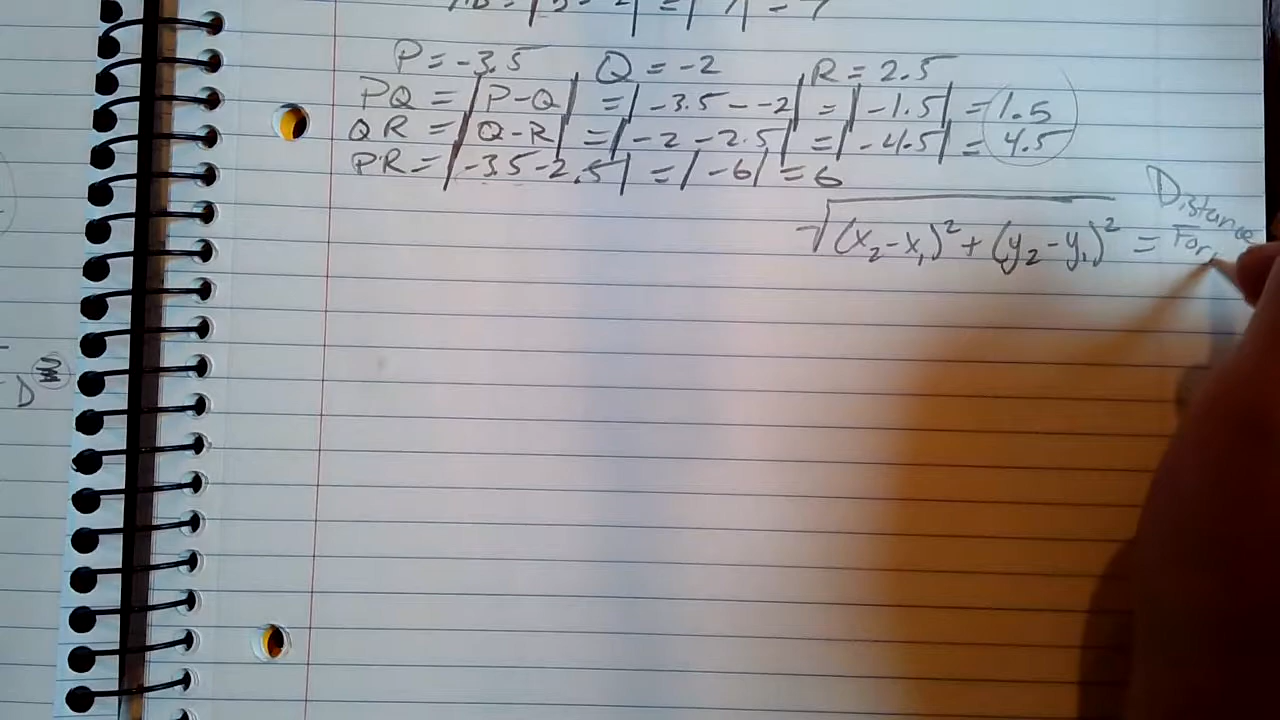 P = -3.5 Q = -2 R = 2.5
PQ = |P-Q| = |-3.5--2| = |-1.5| = 1.5
QR = |Q-R| = |-2-2.5| = |-4.5| = 4.5
PR = |-3.5-2.5| = |-6| = 6
√(x₂-x₁)²+(y₂-y₁)² = Distance
For
D